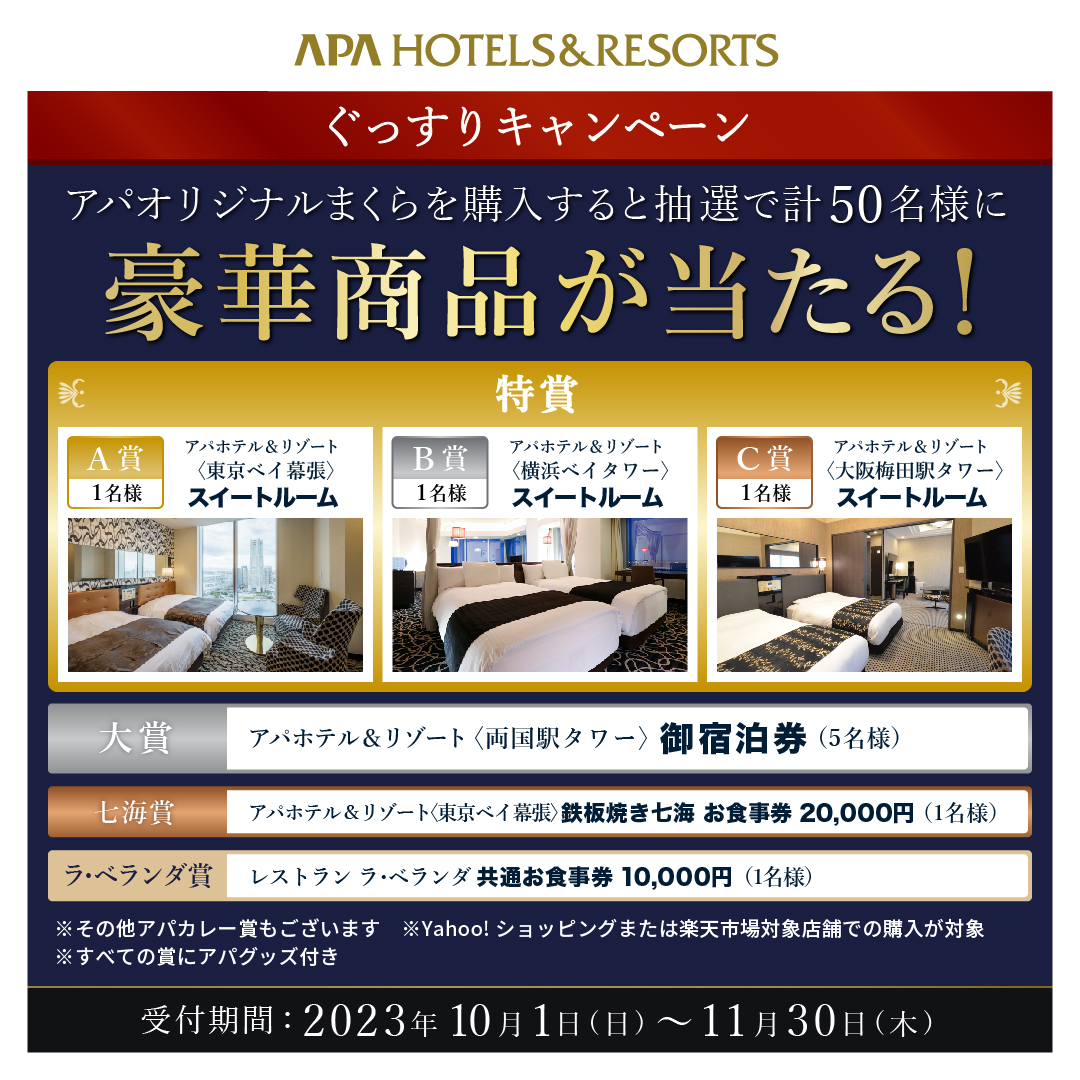 APA HOTELS&RESORTS
ぐっすりキャンペーン
アパオリジナルまくらを購入すると抽選で計50名様に
豪華商品が当たる!
特賞
A賞
1名様
アパホテル&リゾート
〈東京ベイ幕張〉
スイートルーム
B賞
1名様
アパホテル&リゾート
〈横浜ベイタワー〉
スイートルーム
C賞
1名様
アパホテル&リゾート
〈大阪梅田駅タワー〉
スイートルーム
大賞 アパホテル&リゾート〈両国駅タワー〉御宿泊券(5名様)
七海賞 アパホテル&リゾート〈東京ベイ幕張〉鉄板焼き七海 お食事券 20,000円(1名様)
ラ・ベランダ賞 レストラン ラ・ベランダ 共通お食事券 10,000円(1名様)
※その他アパカレー賞もございます ※Yahoo! ショッピングまたは楽天市場対象店舗での購入が対象
※すべての賞にアパグッズ付き
受付期間:2023年10月1日(日)~11月30日(木)